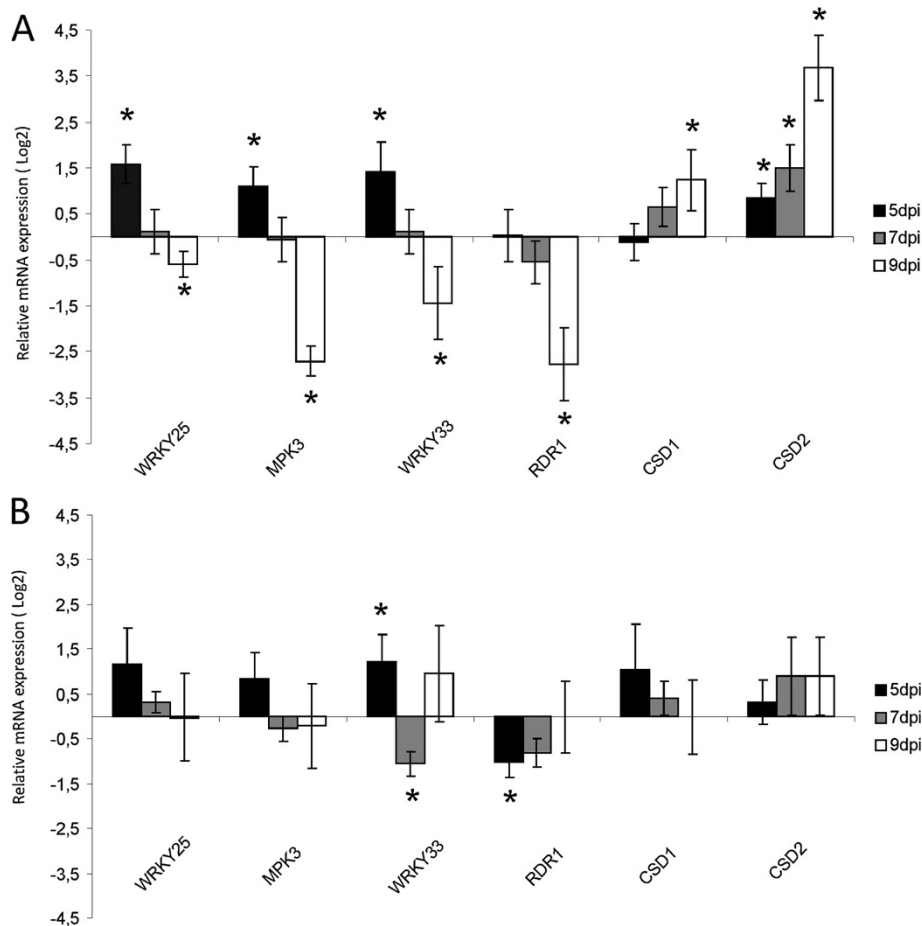 A
Relative mRNA expression ( Log2)
4,5
3,5
2,5
1,5
0,5
-0,5
-1,5
-2,5
-3,5
-4,5
* * * * * * * * * * *
WRKY25
MPK3
WRKY33
RDR1
CSD1
CSD2
5dpi
7dpi
9dpi
B
Relative mRNA expression ( Log2)
4,5
3,5
2,5
1,5
0,5
-0,5
-1,5
-2,5
-3,5
-4,5
* * *
WRKY25
MPK3
WRKY33
RDR1
CSD1
CSD2
5dpi
7dpi
9dpi